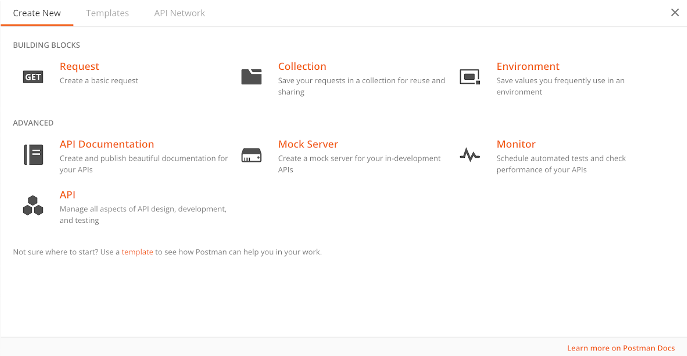 Create New Templates API Network
BUILDING BLOCKS
GET
Request
Create a basic request
Collection
Save your requests in a collection for reuse and
sharing
Environment
Save values you frequently use in an
environment
ADVANCED
API Documentation
Create and publish beautiful documentation for
your APIs
Mock Server
Create a mock server for your in-development
APIs
Monitor
Schedule automated tests and check
performance of your APIs
API
Manage all aspects of API design, development,
and testing
Not sure where to start? Use a template to see how Postman can help you in your work.
Learn more on Postman Docs